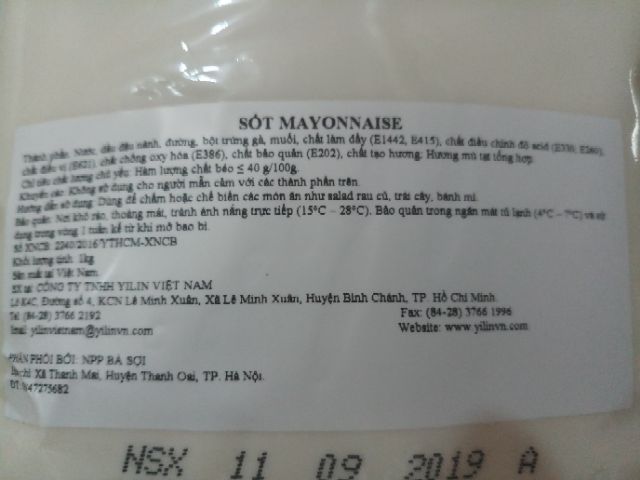 SÓT MAYONNAISE
Thành phần: Nước, dầu đậu nành, đường, bột trứng gà, muối, chất làm dầy (E1442, E415), chất điều chỉnh độ acid (E330, E260),
chất điều vị (E621), chất chống oxy hóa (E386), chất bảo quản (E202), chất tạo hương: Hương mù tạt tổng hợp.
Chỉ tiêu chất lượng chủ yếu: Hàm lượng chất béo ≤ 40 g/100g.
Khuyến cáo: Không sử dụng cho người mẫn cảm với các thành phần trên.
Hướng dẫn sử dụng: Dùng để chấm hoặc chế biến các món ăn như salad rau củ, trái cây, bánh mì.
Bảo quản: Nơi khô ráo, thoáng mát, tránh ánh nắng trực tiếp (15°C – 28°C). Bảo quản trong ngăn mát tủ lạnh (4°C – 7°C) và sử
dụng trong vòng 1 tuần kể từ khi mở bao bì.
Số XNCB: 2240/2016/YTHCM-XNCB
Khối lượng tịnh: 1kg
Sản xuất tại Việt Nam.
SX tại: CÔNG TY TNHH YILIN VIỆT NAM
Lô K4C, Đường số 4, KCN Lê Minh Xuân, Xã Lê Minh Xuân, Huyện Bình Chánh, TP. Hồ Chí Minh.
Tel: (84-28) 3766 2192 Fax: (84-28) 3766 1996
Email: yilinvietnam@yilinvn.com Website: www.yilinvn.com
PHÂN PHỐI BỞI: NPP BÁ SỢI
Địa chỉ: Xã Thanh Mai, Huyện Thanh Oai, TP. Hà Nội.
ĐT:
NSX 11 09 2019 A